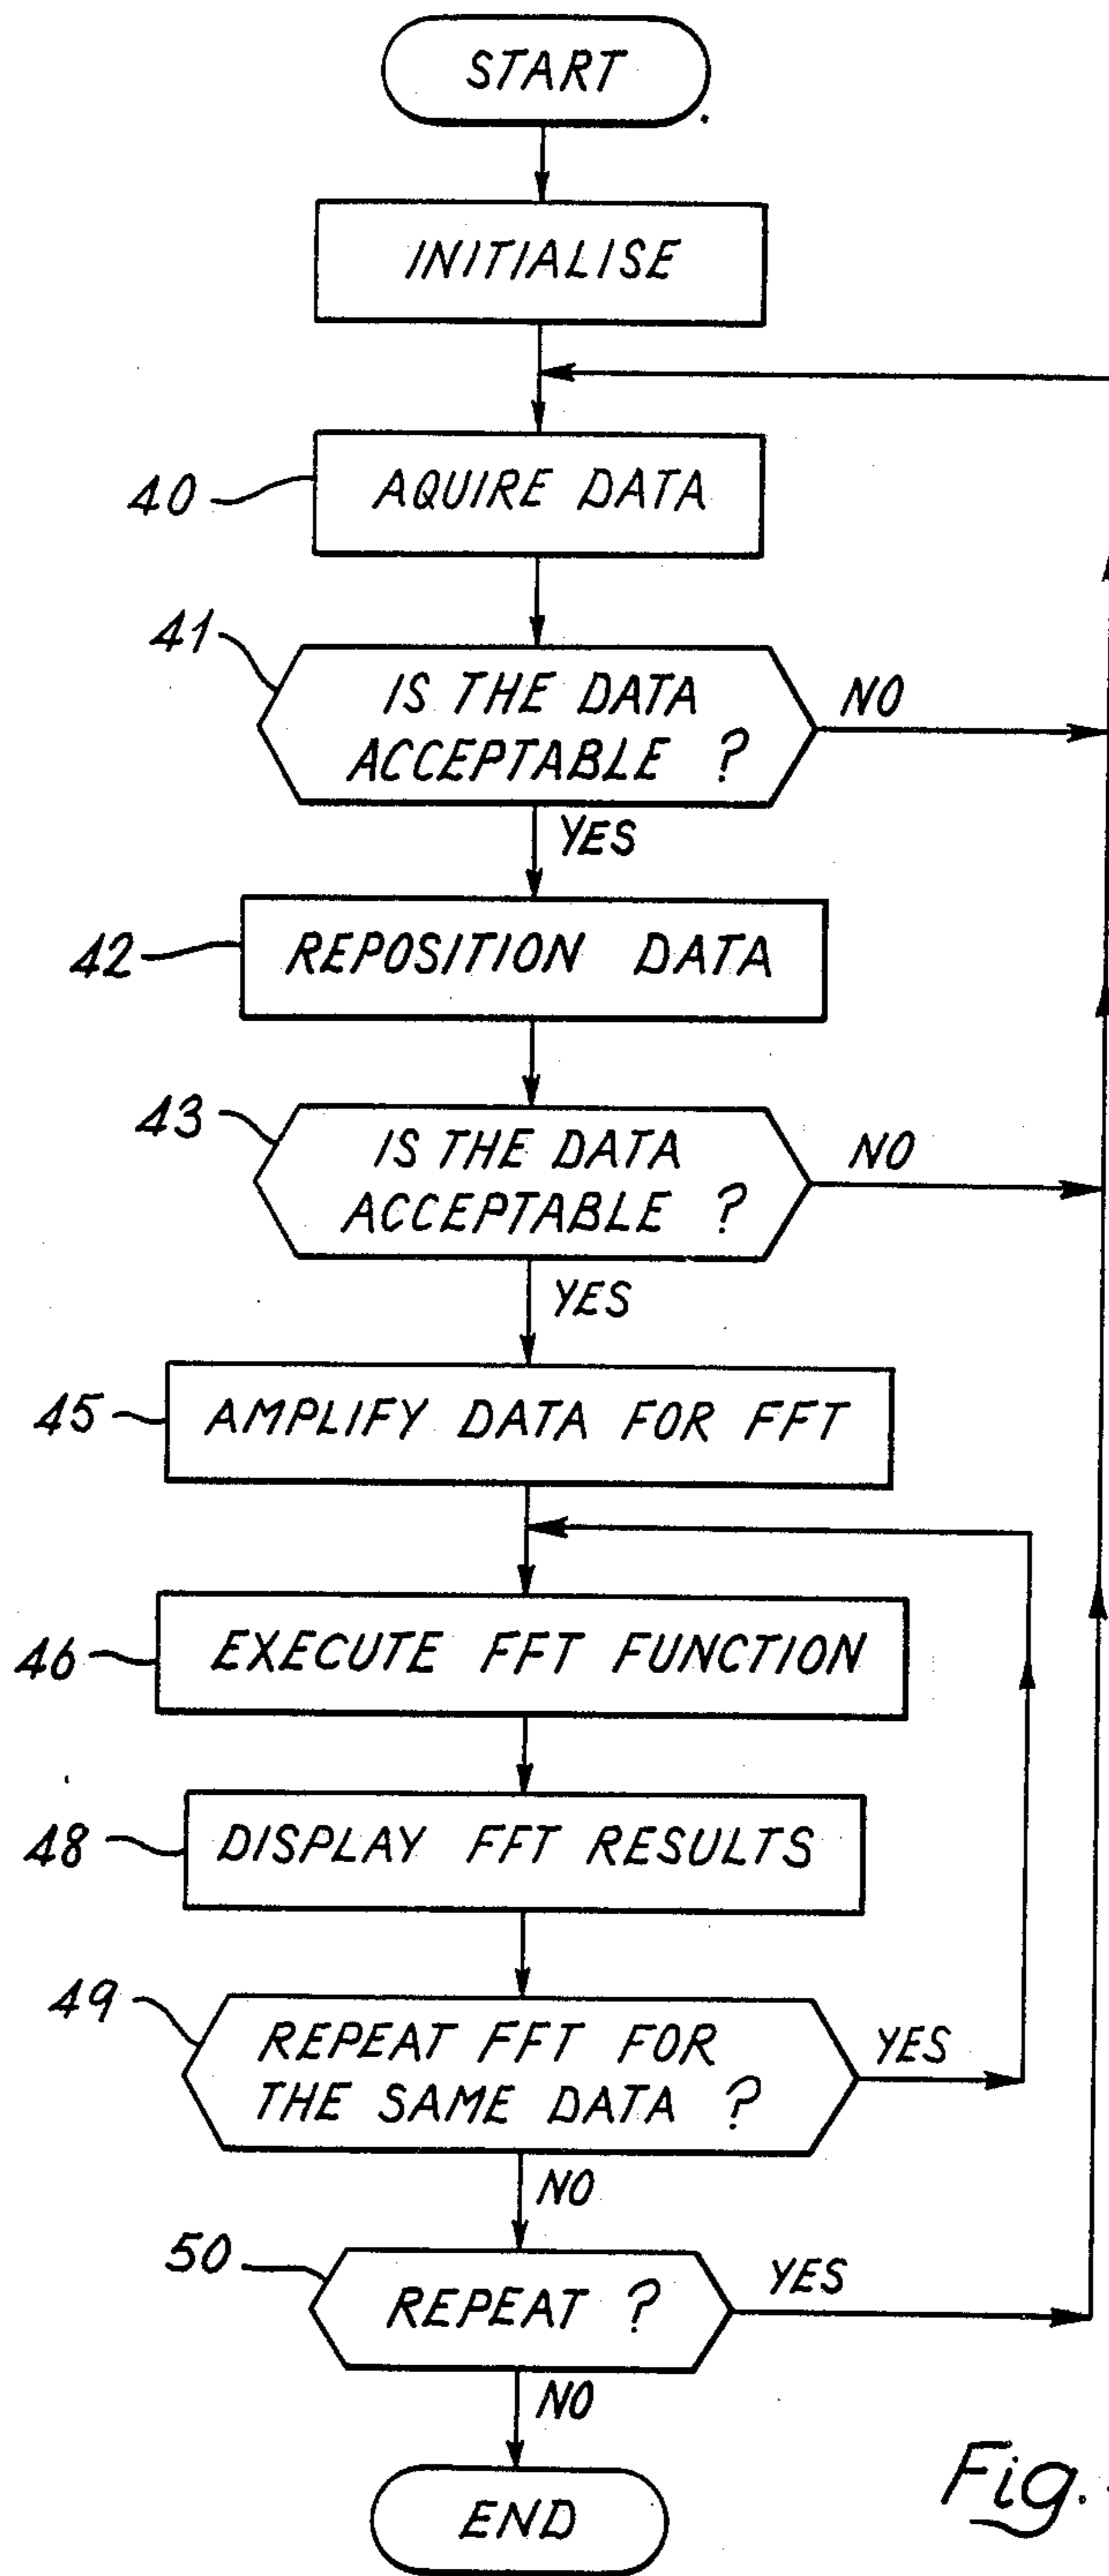 START
INITIALISE
40
AQUIRE DATA
41
IS THE DATA
ACCEPTABLE ?
NO
YES
42
REPOSITION DATA
43
IS THE DATA
ACCEPTABLE ?
NO
YES
45
AMPLIFY DATA FOR FFT
46
EXECUTE FFT FUNCTION
48
DISPLAY FFT RESULTS
49
REPEAT FFT FOR
THE SAME DATA ?
YES
NO
50
REPEAT ?
YES
NO
END
Fig.